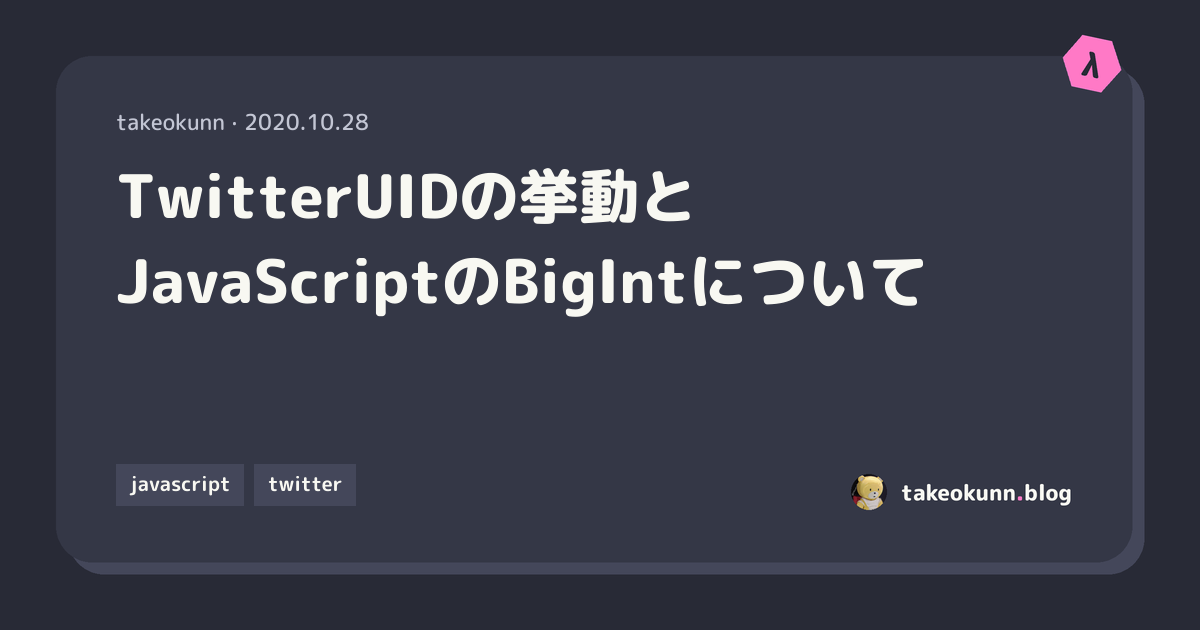 λ
takeokunn · 2020.10.28
TwitterUIDの挙動と
JavaScriptのBigIntについて
javascript
twitter
takeokunn.blog